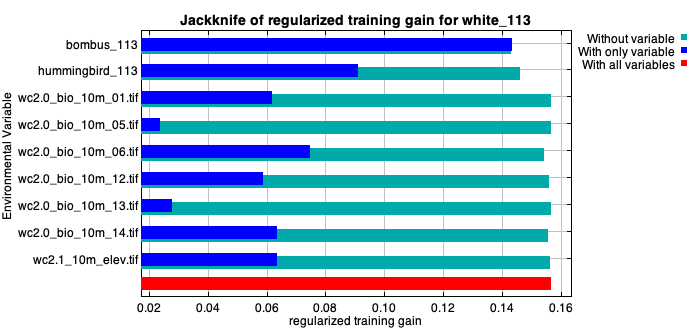 Jackknife of regularized training gain for white_113
Without variable
With only variable
With all variables
Environmental Variable
bombus_113
hummingbird_113
wc2.0_bio_10m_01.tif
wc2.0_bio_10m_05.tif
wc2.0_bio_10m_06.tif
wc2.0_bio_10m_12.tif
wc2.0_bio_10m_13.tif
wc2.0_bio_10m_14.tif
wc2.1_10m_elev.tif
0.02 0.04 0.06 0.08 0.10 0.12 0.14 0.16
regularized training gain